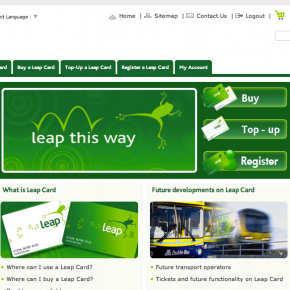 ct Language | ▼
Home | Sitemap | Contact Us | Logout |
ard
Buy a Leap Card
Top-Up a Leap Card
Register a Leap Card
My Account
leap this way
Buy
Top - up
Register
What is Leap Card
Future developments on Leap Card
leap
leap
Where can I use a Leap Card?
Where can I buy a Leap Card?
Future transport operators
Tickets and future functionality on Leap Card